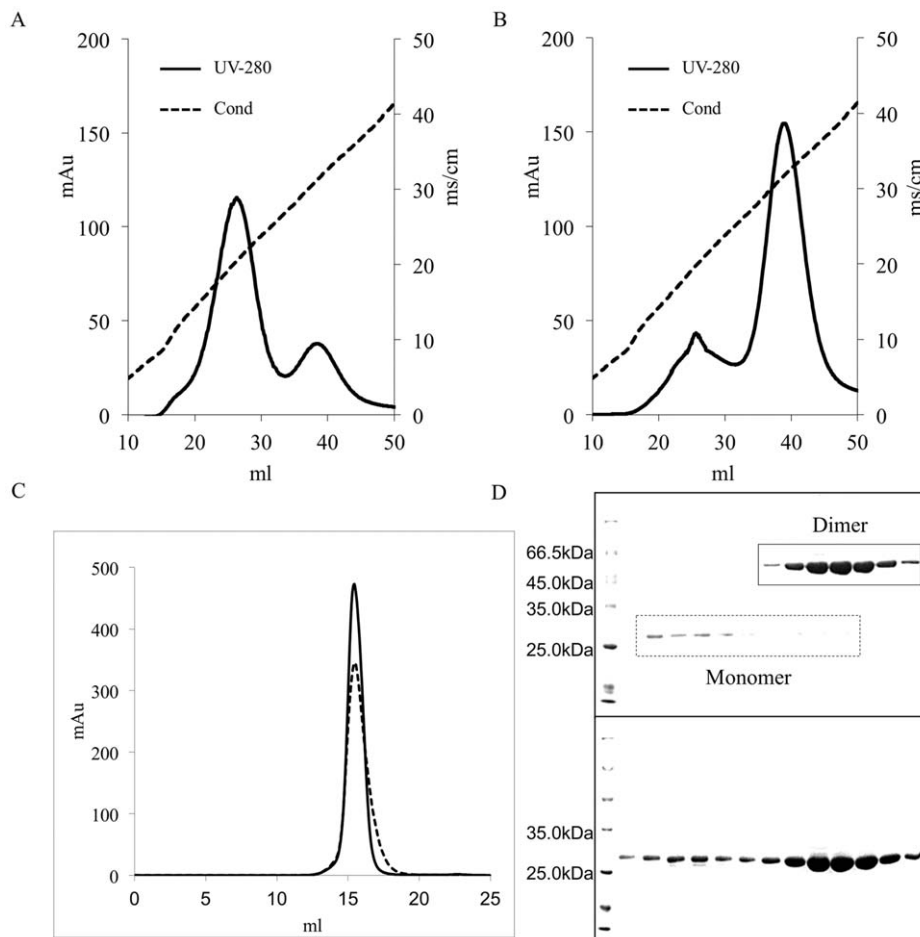 A
200
150
100
50
0
mAu
UV-280
Cond
50
40
30
20
10
0
ms/cm
10 20 30 40 50
ml
B
200
150
100
50
0
mAu
UV-280
Cond
50
40
30
20
10
0
ms/cm
10 20 30 40 50
ml
C
500
400
300
200
100
0
mAu
0 5 10 15 20 25
ml
D
66.5kDa
45.0kDa
35.0kDa
25.0kDa
Dimer
Monomer
35.0kDa
25.0kDa